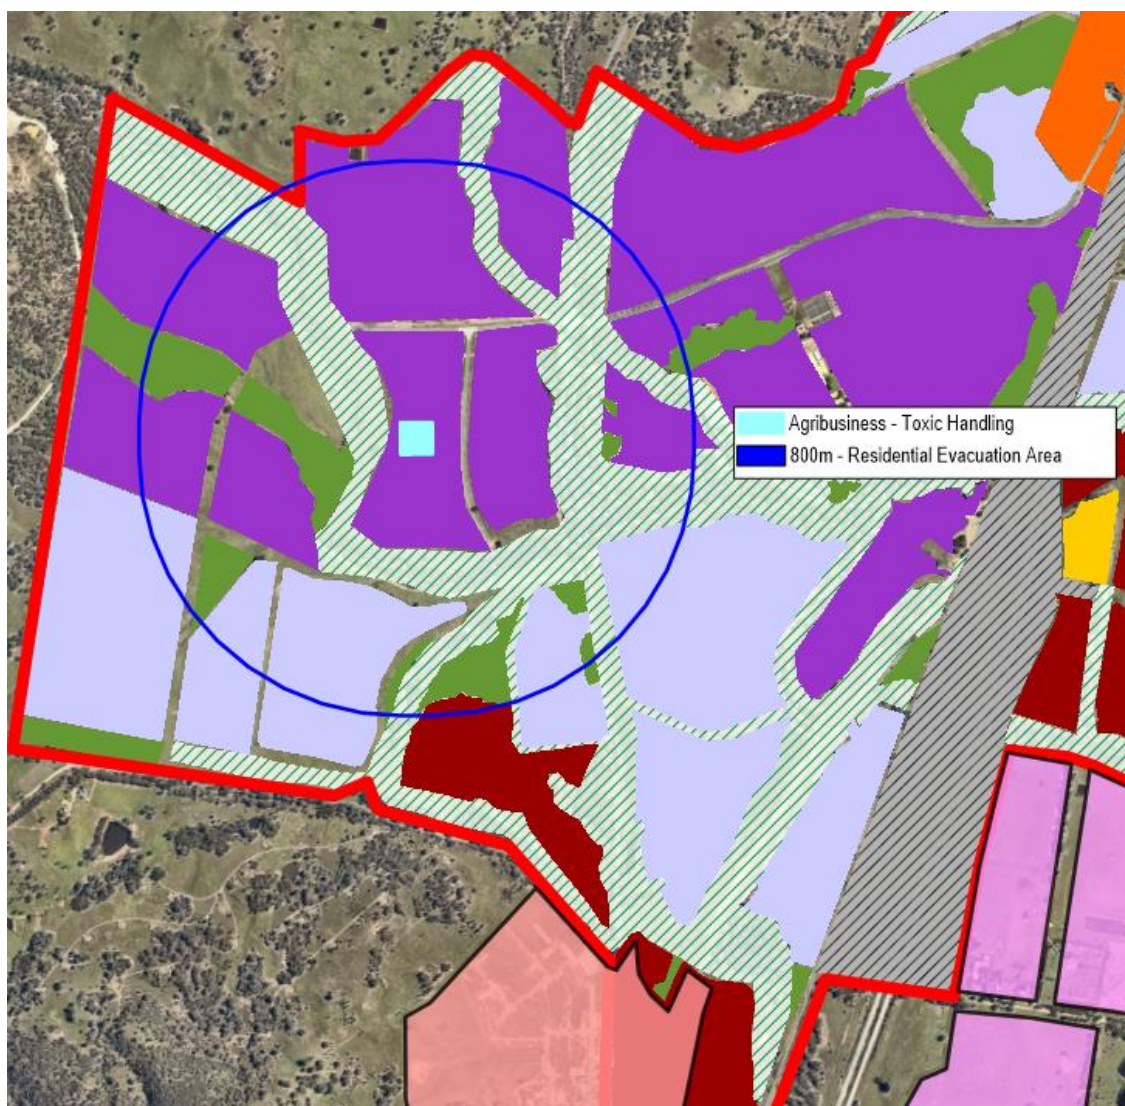 Agribusiness - Toxic Handling
800m - Residential Evacuation Area